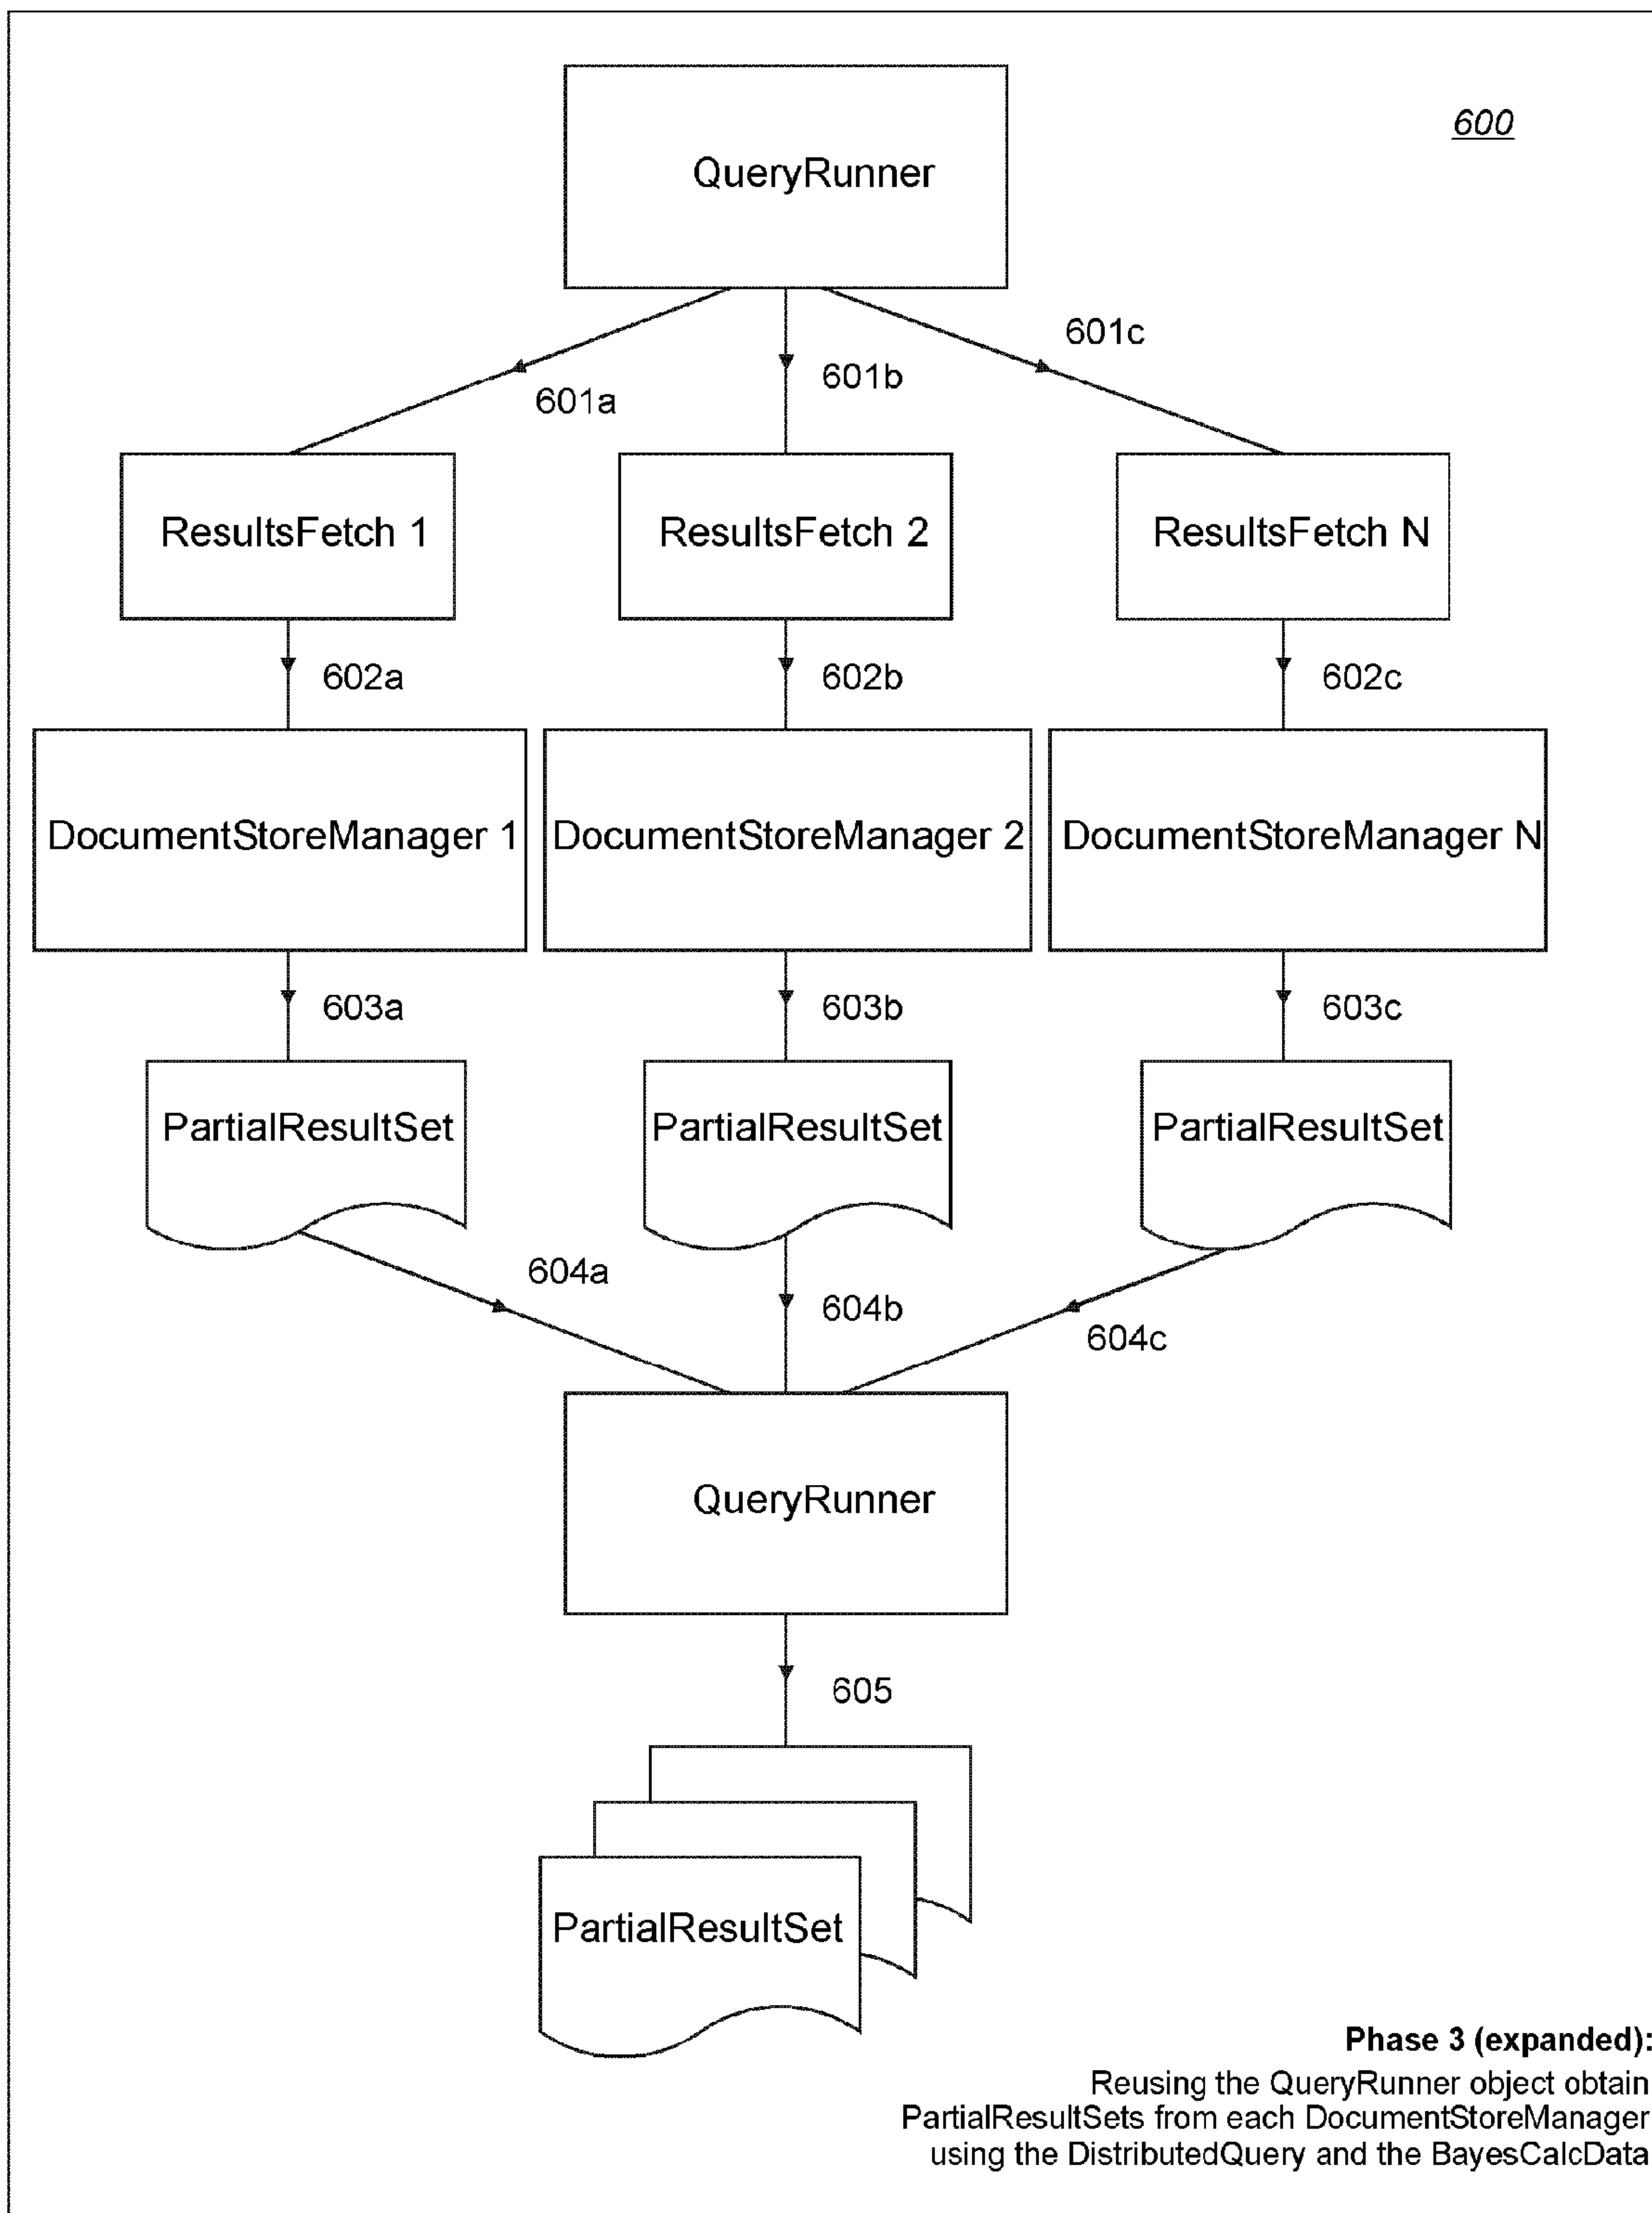 600
QueryRunner
601a
601b
601c
ResultsFetch 1
ResultsFetch 2
ResultsFetch N
602a
602b
602c
DocumentStoreManager 1
DocumentStoreManager 2
DocumentStoreManager N
603a
603b
603c
PartialResultSet
PartialResultSet
PartialResultSet
604a
604b
604c
QueryRunner
605
PartialResultSet
Phase 3 (expanded):
Reusing the QueryRunner object obtain
PartialResultSets from each DocumentStoreManager
using the DistributedQuery and the BayesCalcData